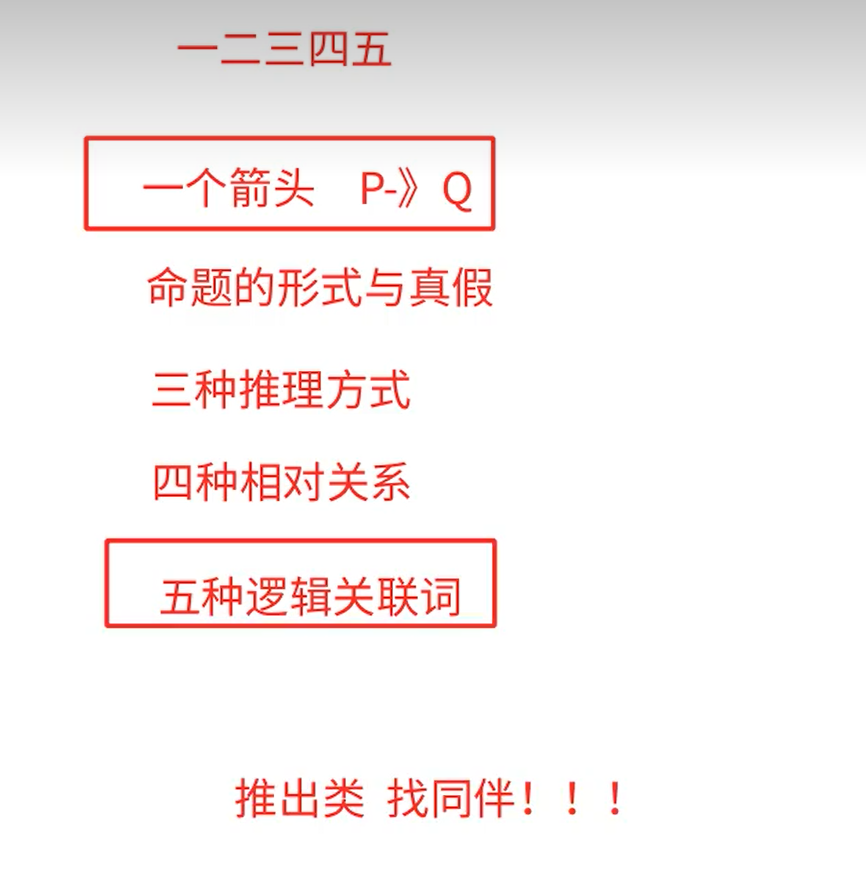 一二三四五
一个箭头 P-》Q
命题的形式与真假
三种推理方式
四种相对关系
五种逻辑关联词
推出类 找同伴！！！